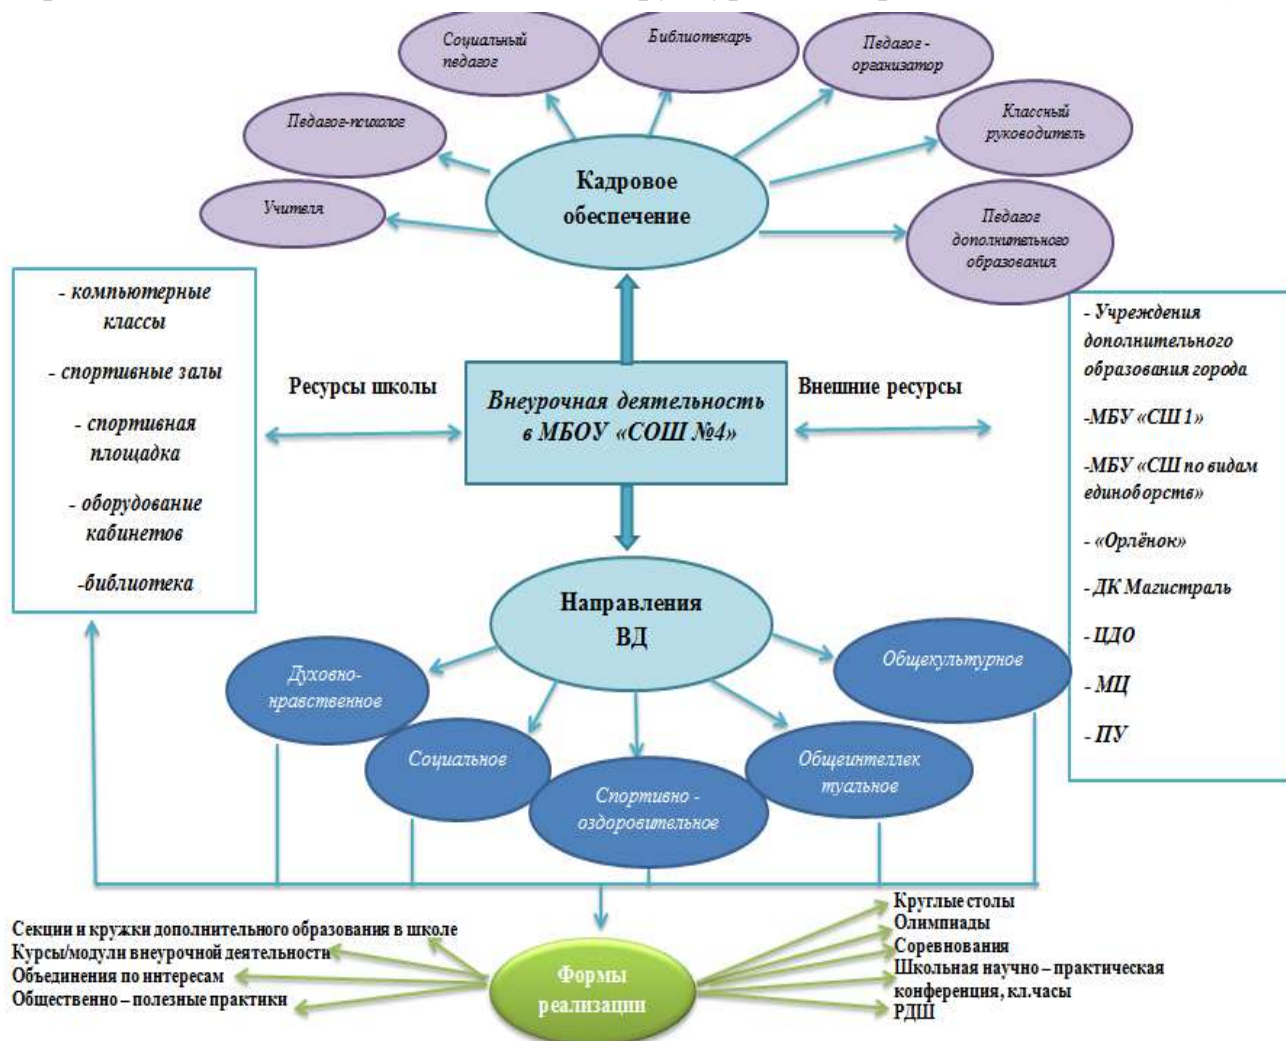 Социальный
педагог
Библиотекарь
Педагог -
организатор
Педагог-психолог
Классный
руководитель
Учителя
Кадровое
обеспечение
Педагог
дополнительного
образования
- компьютерные
классы
- спортивные залы
- спортивная
площадка
- оборудование
кабинетов
-библиотека
Ресурсы школы
Внеурочная деятельность
в МБОУ «СОШ №4»
Внешние ресурсы
- Учреждения
дополнительного
образования города
-МБУ «СШ 1»
-МБУ «СШ по видам
единоборств»
- «Орлёнок»
- ДК Магистраль
- ЦДО
- МЦ
- ПУ
Направления
ВД
Духовно-
нравственное
Социальное
Спортивно -
оздоровительное
Общеинтеллек
туальное
Общекультурное
Секции и кружки дополнительного образования в школе
Курсы/модули внеурочной деятельности
Объединения по интересам
Общественно – полезные практики
Формы
реализации
Круглые столы
Олимпиады
Соревнования
Школьная научно – практическая
конференция, кл.часы
РДШ